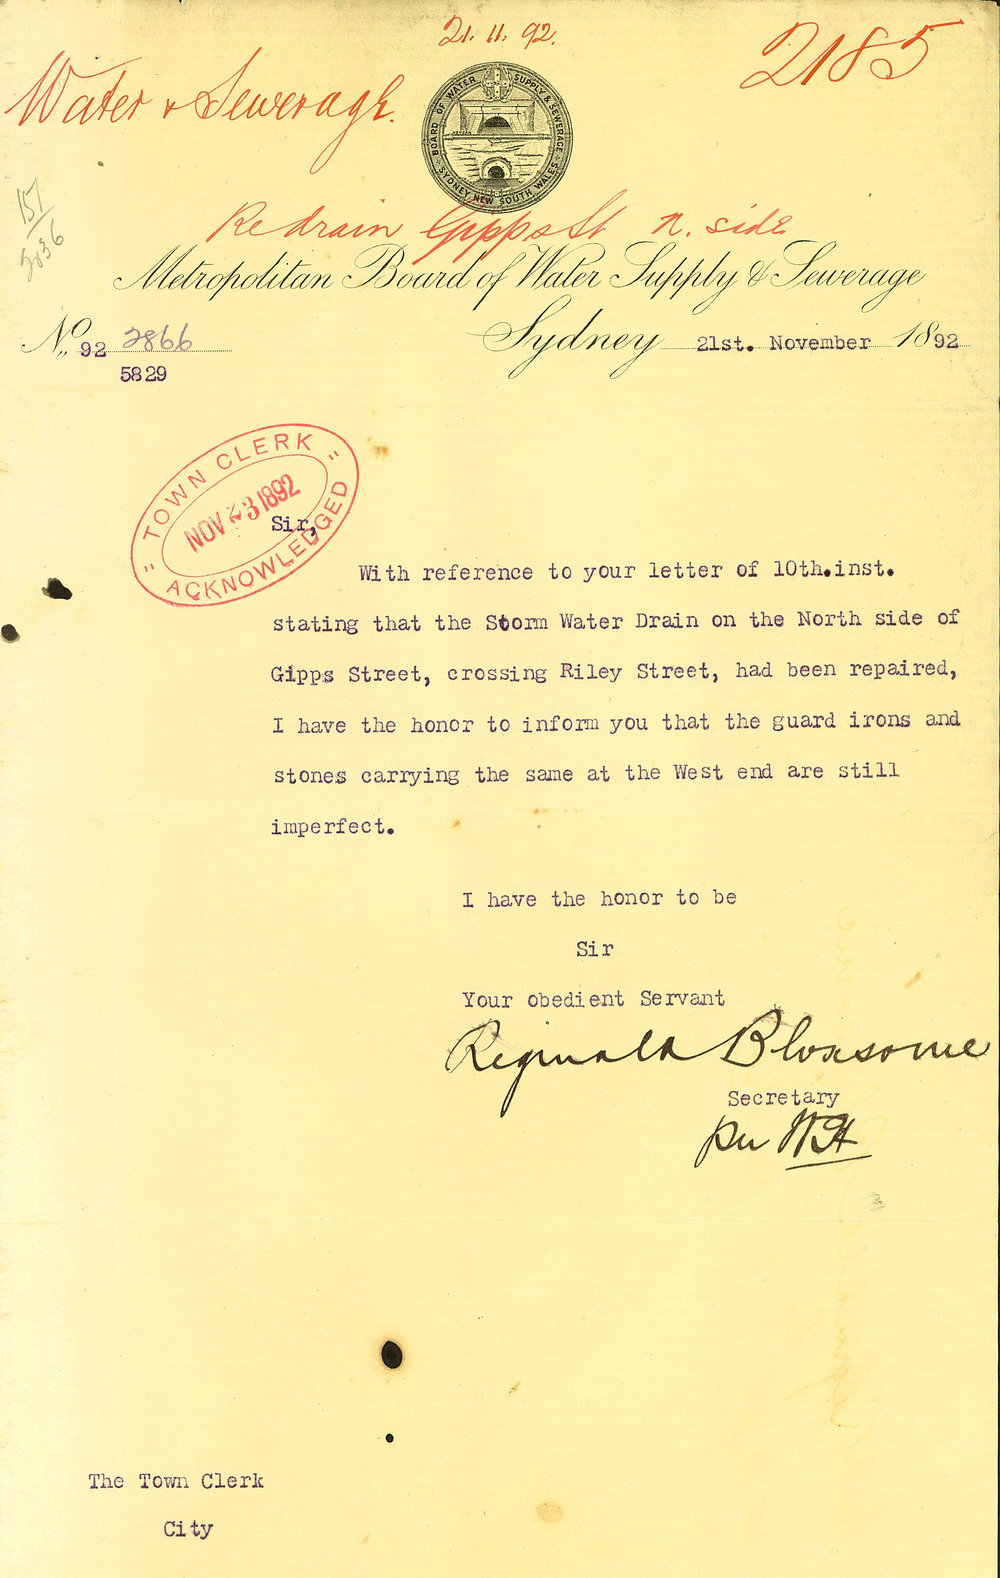 21. 11. 92.
2185
Water & Sewerage.
BOARD OF WATER SUPPLY & SEWERAGE
SYDNEY NEW SOUTH WALES
157
Re drain Gipps St n. side
Metropolitan Board of Water Supply & Sewerage
No. 92 2866
5829
Sydney 21st. November 1892
TOWN CLERK
NOV 23 1892
ACKNOWLEDGED
Sir,
With reference to your letter of 10th.inst.
stating that the Storm Water Drain on the North side of
Gipps Street, crossing Riley Street, had been repaired,
I have the honor to inform you that the guard irons and
stones carrying the same at the West end are still
imperfect.
I have the honor to be
Sir
Your obedient Servant
Reginald Bloxsome
Secretary
per
The Town Clerk
City